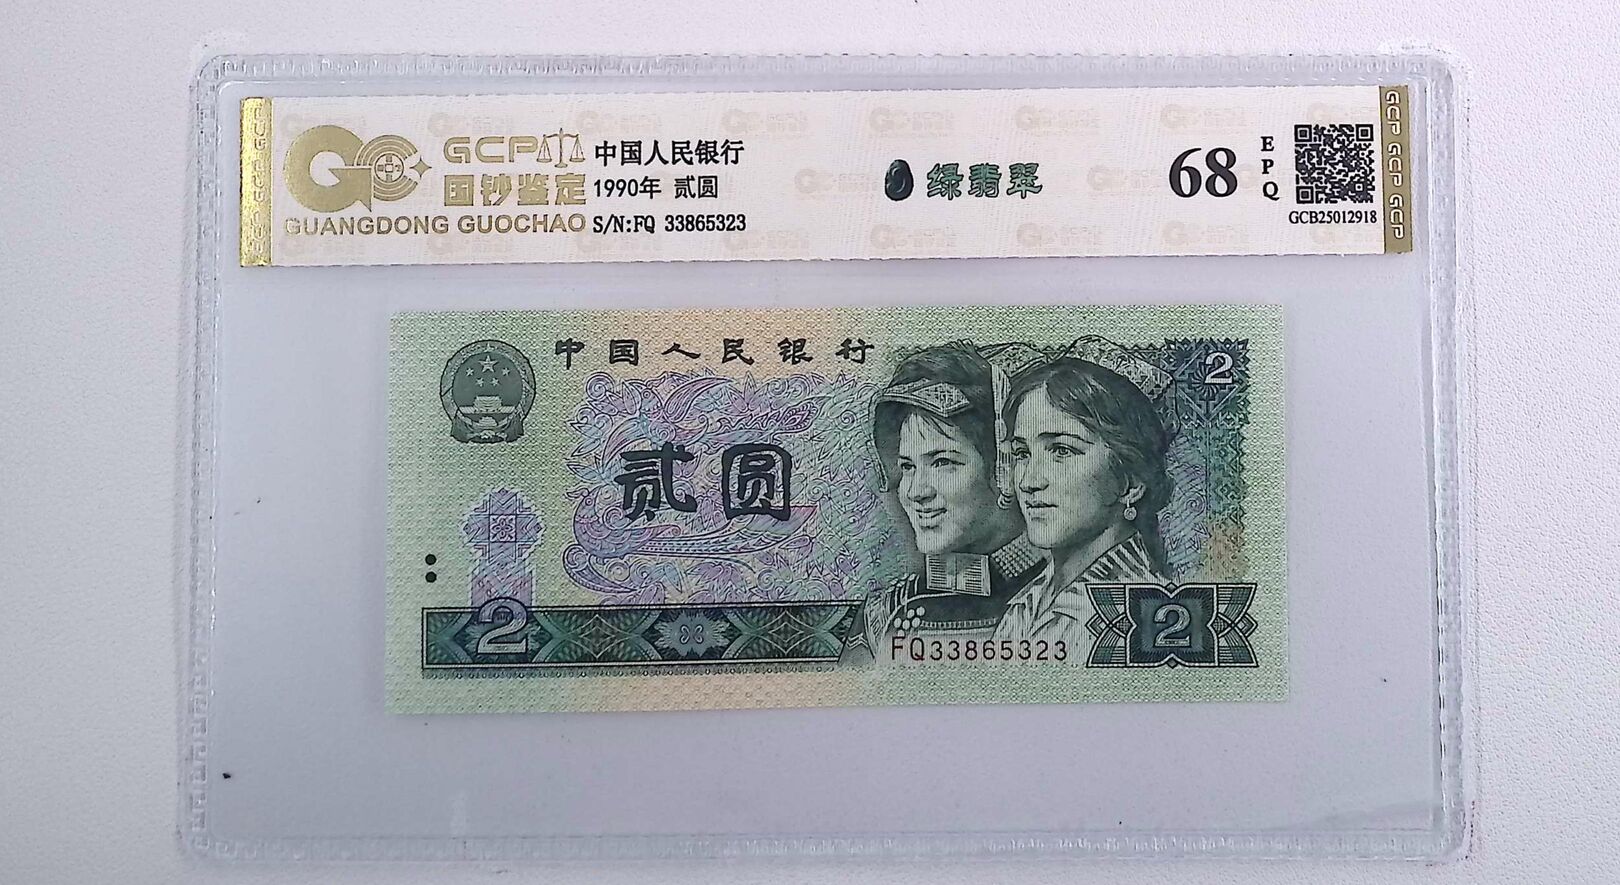 GCP
国钞鉴定
GUANGDONG GUOCHAO
中国人民银行
1990年 贰圆
S/N:FQ 33865323
绿翡翠
68
EPQ
GCB25012918
GCP GCP GCP
中国人民银行
2
贰圆
2
FQ33865323
2